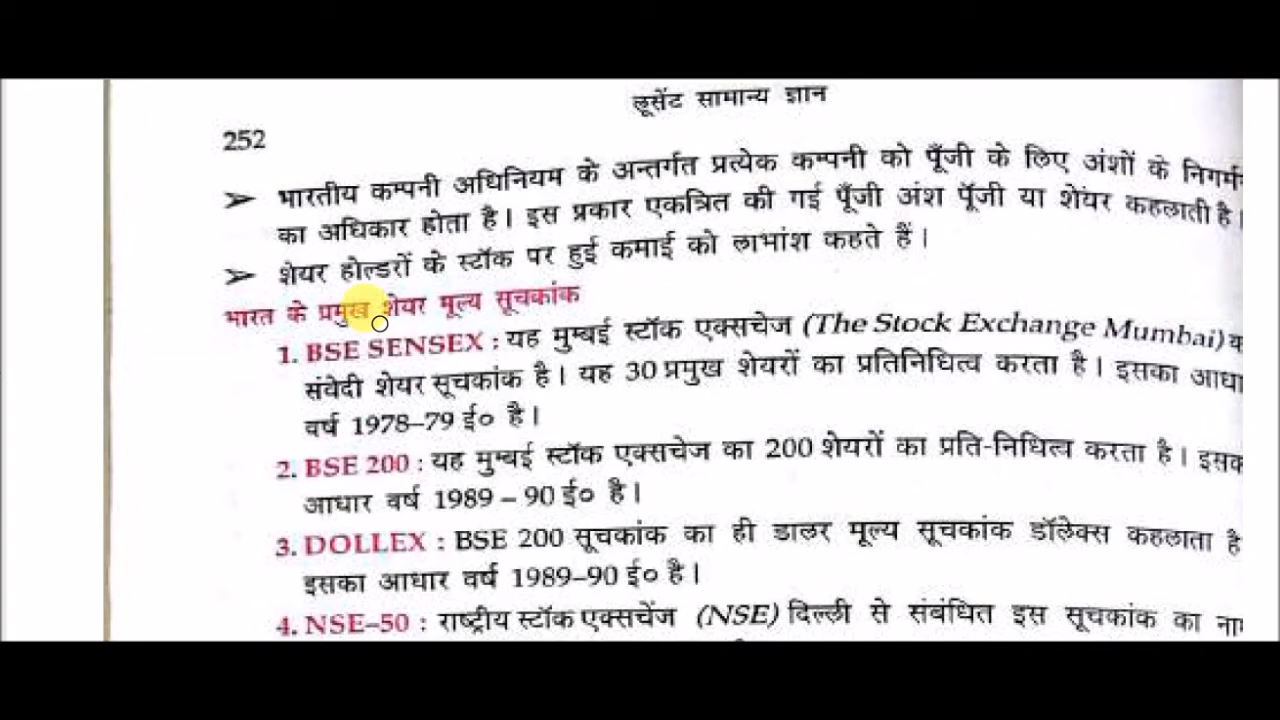 लूसेंट सामान्य ज्ञान
252
➢ भारतीय कम्पनी अधिनियम के अन्तर्गत प्रत्येक कम्पनी को पूँजी के लिए अंशों के निगर्म
का अधिकार होता है। इस प्रकार एकत्रित की गई पूँजी अंश पूँजी या शेयर कहलाती है।
➢ शेयर होल्डरों के स्टॉक पर हुई कमाई को लाभांश कहते हैं।
भारत के प्रमुख शेयर मूल्य सूचकांक
1. BSE SENSEX : यह मुम्बई स्टॉक एक्सचेज (The Stock Exchange Mumbai)
संवेदी शेयर सूचकांक है। यह 30 प्रमुख शेयरों का प्रतिनिधित्व करता है। इसका आधा
वर्ष 1978–79 ई० है।
2. BSE 200 : यह मुम्बई स्टॉक एक्सचेज का 200 शेयरों का प्रति-निधित्व करता है। इसक
आधार वर्ष 1989 – 90 ई० है।
3. DOLLEX : BSE 200 सूचकांक का ही डालर मूल्य सूचकांक डॉलेक्स कहलाता है
इसका आधार वर्ष 1989–90 ई० है।
4. NSE–50 : राष्ट्रीय स्टॉक एक्सचेंज (NSE) दिल्ली से संबंधित इस सूचकांक का ना